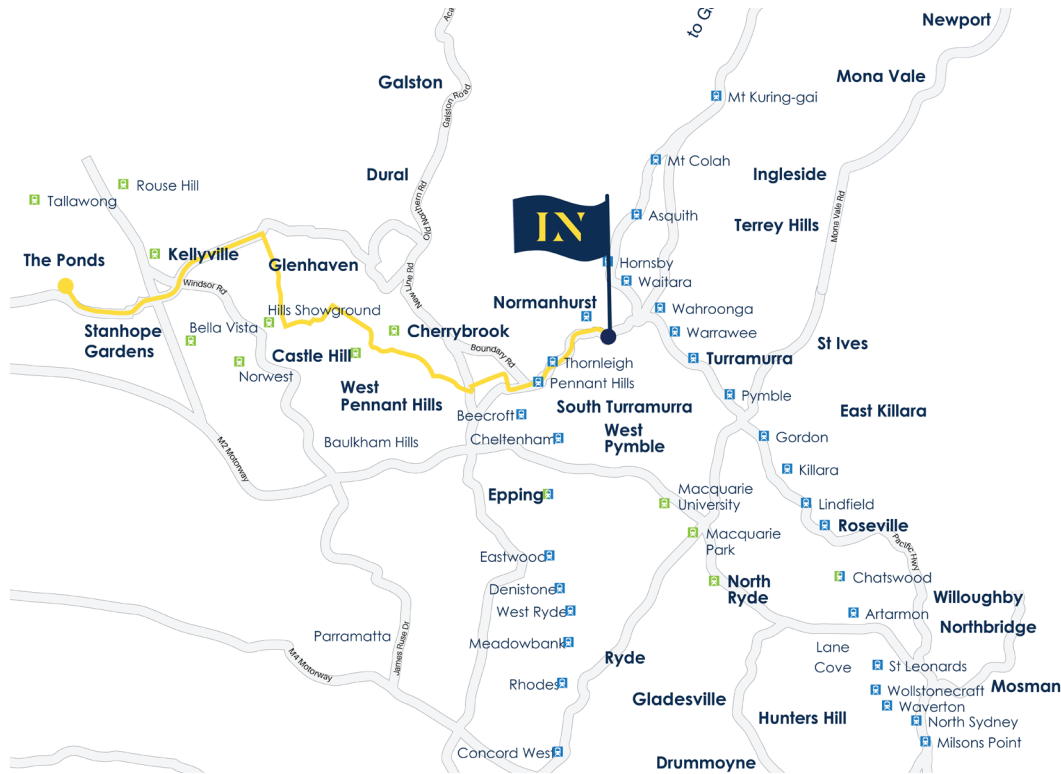 Newport
to G
Aca
Mona Vale
Galston
Galston Road
Mt Kuring-gai
Mt Colah
Dural
Ingleside
Rouse Hill
Tallawong
Old Northern Rd
LN
Asquith
Mona Vale Rd
Terrey Hills
Kellyville
The Ponds
Glenhaven
Hornsby
Waitara
Windsor Rd
New Line Rd
Normanhurst
Hills Showground
Wahroonga
Stanhope
Gardens
Bella Vista
Cherrybrook
Warrawee
St Ives
Boundary Rd
Castle Hill
Thornleigh
Turramurra
Norwest
Pennant Hills
West
Pennant Hills
Pymble
South Turramurra
East Killara
Beecroft
West
Pymble
Baulkham Hills
Cheltenham
Gordon
M2 Motorway
Killara
Epping
Macquarie
University
Lindfield
Roseville
Macquarie
Park
Pacific Hwy
Eastwood
Chatswood
Denistone
North
Ryde
Willoughby
West Ryde
Artarmon
Northbridge
Parramatta
James Ruse Dr
Meadowbank
Lane
Cove
Ryde
St Leonards
M4 Motorway
Rhodes
Gladesville
Wollstonecraft
Mosman
Waverton
Hunters Hill
North Sydney
Milsons Point
Concord West
Drummoyne